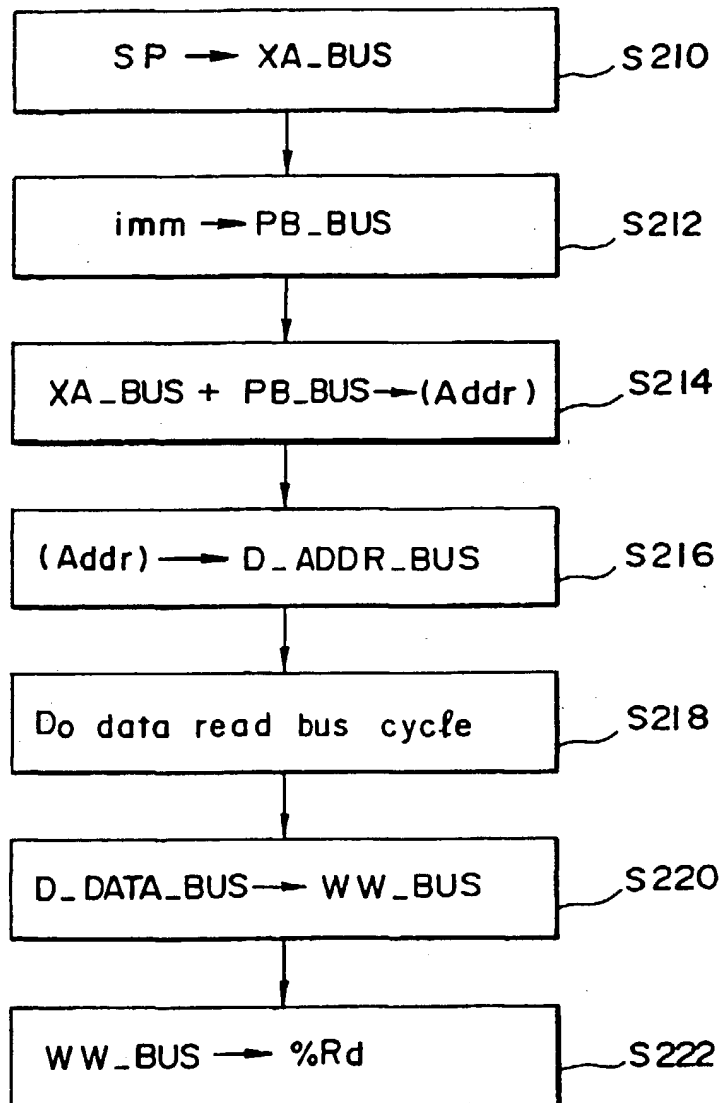 SP → XA_BUS
S210
imm → PB_BUS
S212
XA_BUS + PB_BUS → (Addr)
S214
(Addr) → D_ADDR_BUS
S216
Do data read bus cycle
S218
D_DATA_BUS → WW_BUS
S220
WW_BUS → %Rd
S222